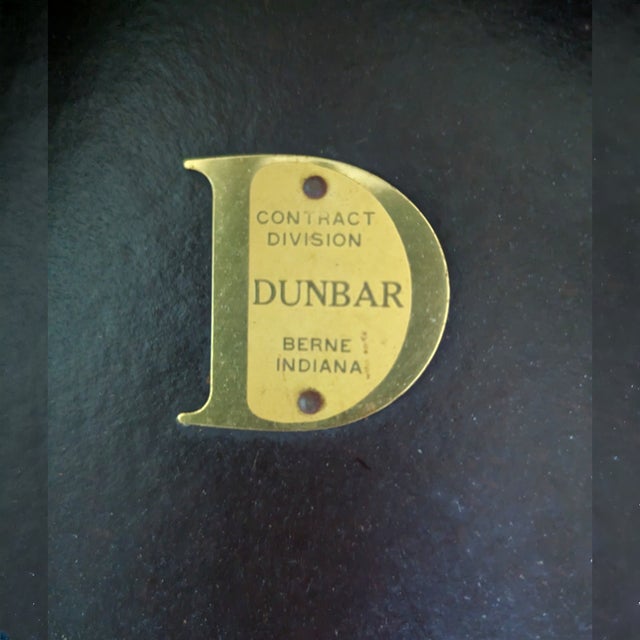 CONTRACT
DIVISION
DUNBAR
BERNE
INDIANA